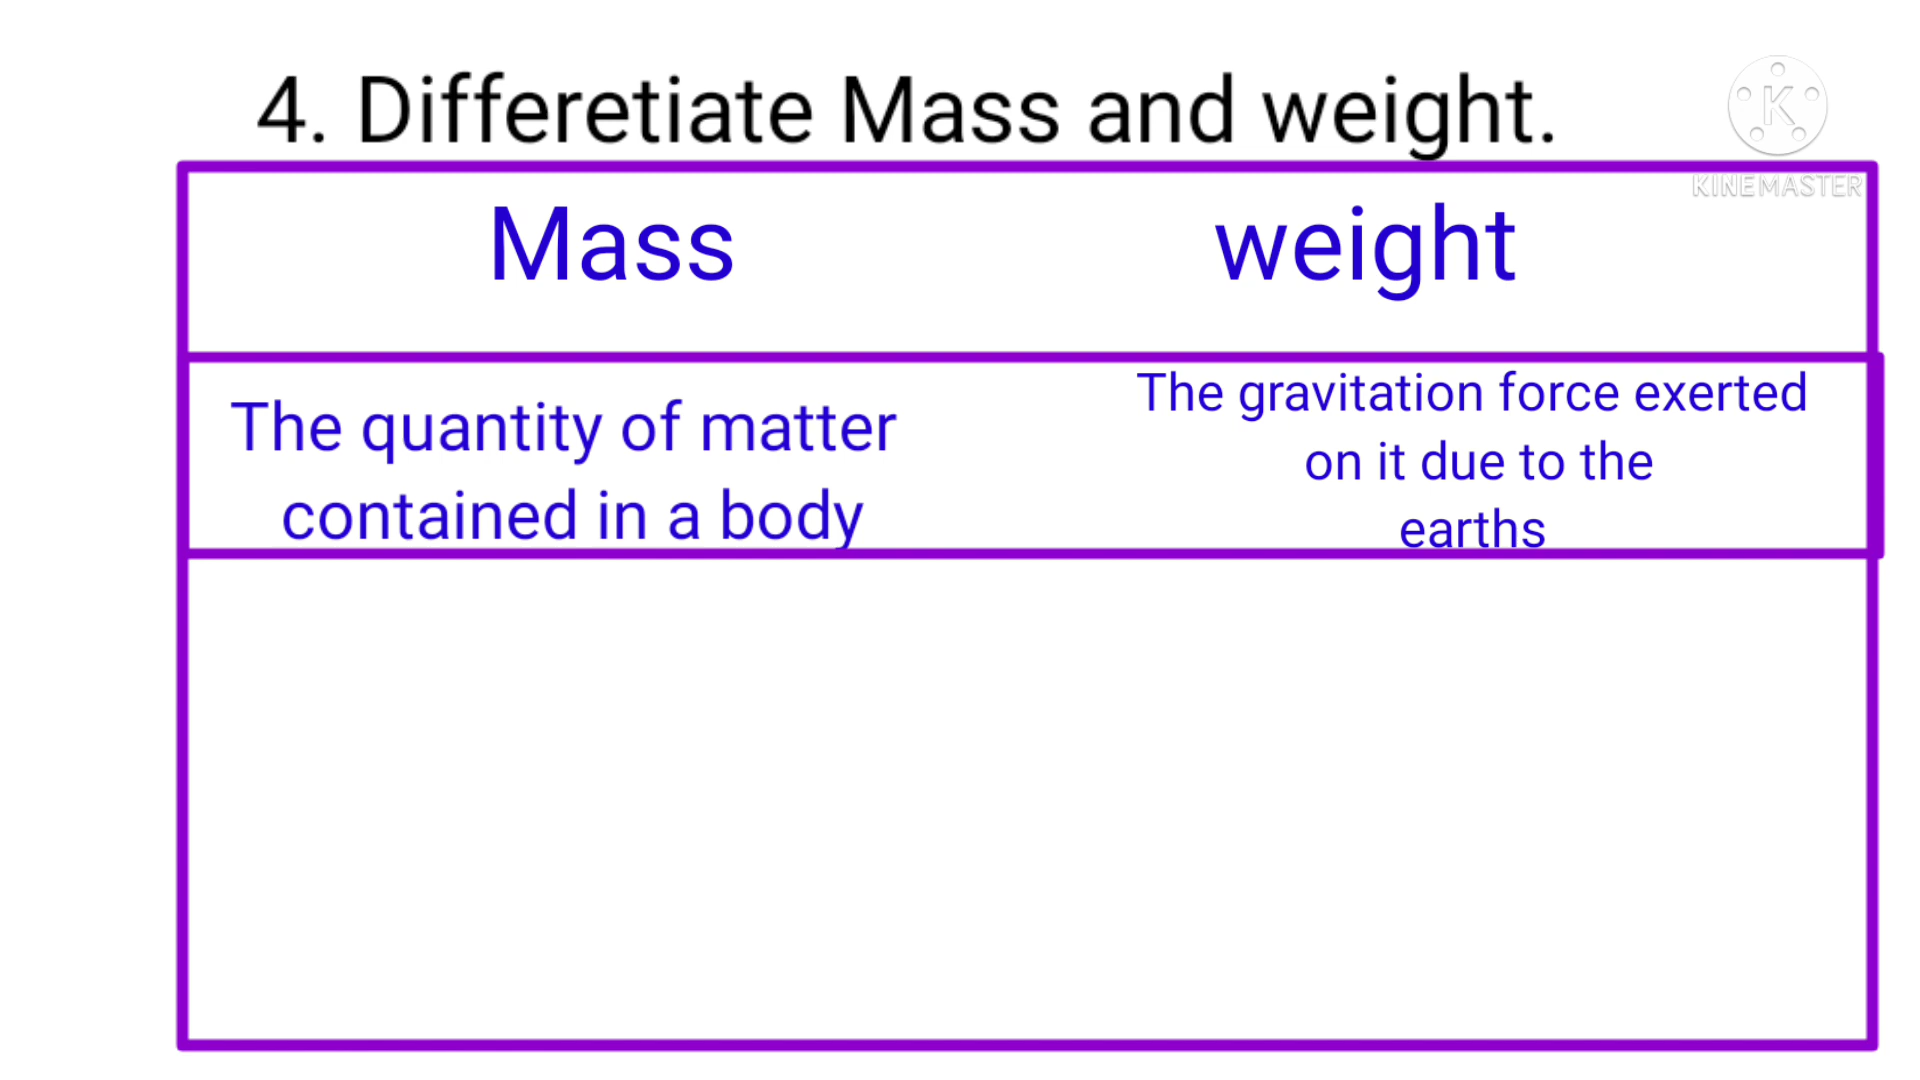 4. Differetiate Mass and weight.
K
KINEMASTER
Mass weight
The quantity of matter
contained in a body
The gravitation force exerted
on it due to the
earths